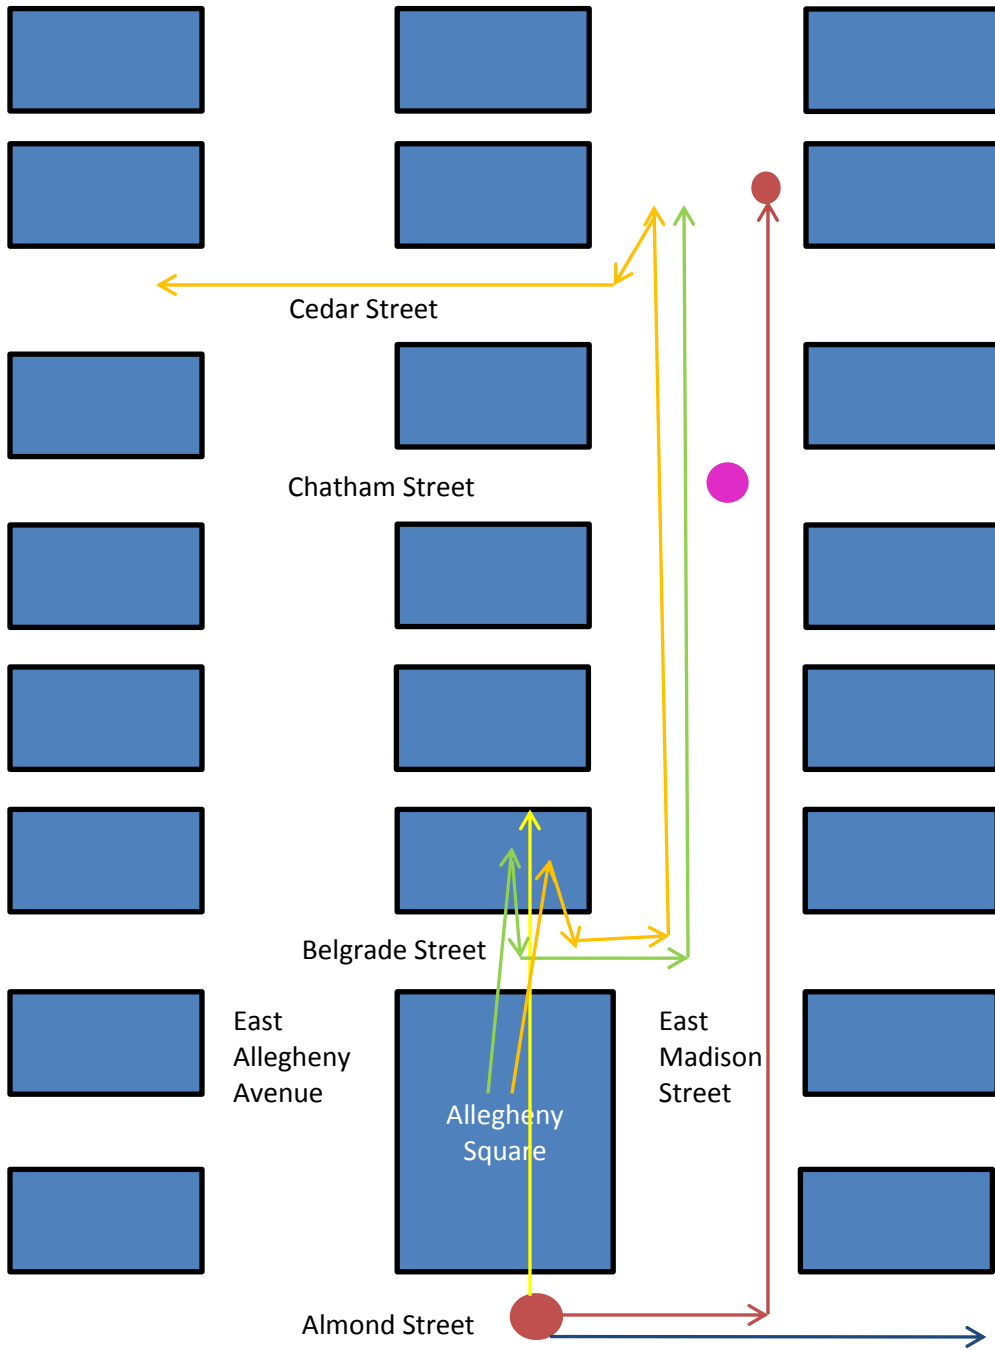 Cedar Street
Chatham Street
Belgrade Street
East
Allegheny
Avenue
East
Madison
Street
Allegheny
Square
Almond Street